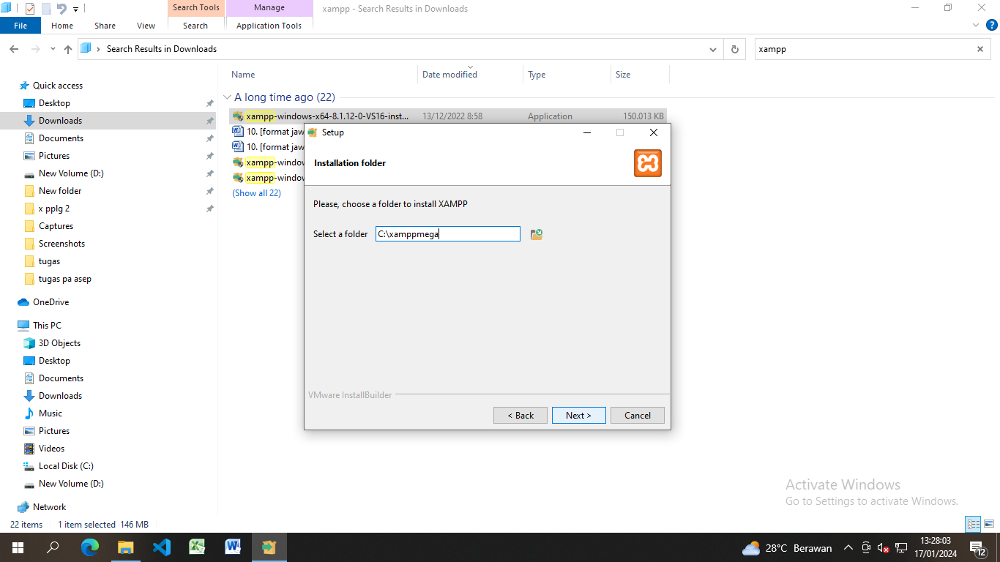 Search Tools
Manage
xampp - Search Results in Downloads
File
Home
Share
View
Search
Application Tools
Search Results in Downloads
xampp
Quick access
Desktop
Downloads
Documents
Pictures
New Volume (D:)
New folder
x pplg 2
Captures
Screenshots
tugas
tugas pa asep
OneDrive
This PC
3D Objects
Desktop
Documents
Downloads
Music
Pictures
Videos
Local Disk (C:)
New Volume (D:)
Network
Name
Date modified
Type
Size
A long time ago (22)
xampp-windows-x64-8.1.12-0-VS16-inst...
13/12/2022 8:58
Application
150.013 KB
10. [format jaw
10. [format jaw
xampp-windov
xampp-windov
(Show all 22)
Setup
Installation folder
Please, choose a folder to install XAMPP
Select a folder
C:\xamppmega
VMware InstallBuilder
< Back
Next >
Cancel
Activate Windows
Go to Settings to activate Windows.
22 items
1 item selected 146 MB
28°C Berawan
13:28:03
17/01/2024
12